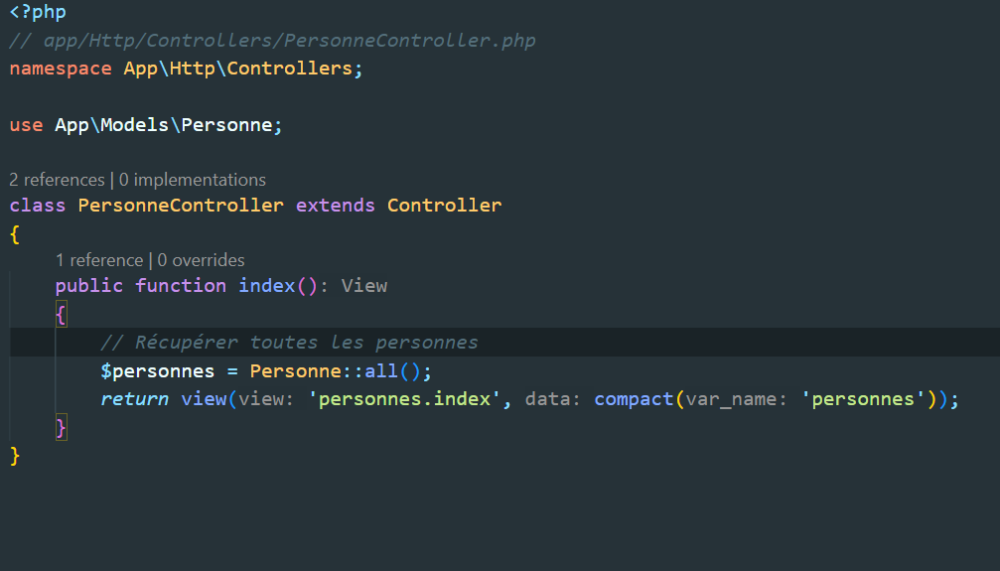 <?php
// app/Http/Controllers/PersonneController.php
namespace App\Http\Controllers;
use App\Models\Personne;
2 references | 0 implementations
class PersonneController extends Controller
{
1 reference | 0 overrides
public function index(): View
{
// Récupérer toutes les personnes
$personnes = Personne::all();
return view(view: 'personnes.index', data: compact(var_name: 'personnes'));
}
}